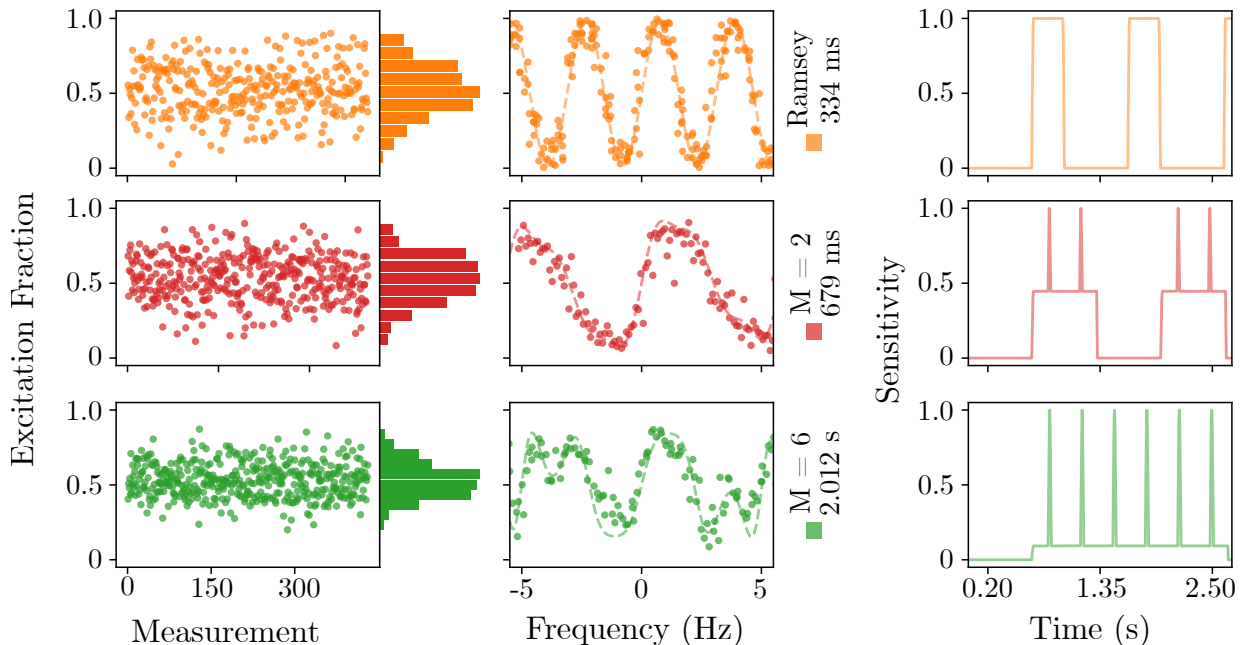 Excitation Fraction
1.0
0.5
0
1.0
0.5
0
1.0
0.5
0
0
150
300
Measurement
-5
0
5
Frequency (Hz)
Ramsey
334 ms
M = 2
679 ms
M = 6
2.012 s
Sensitivity
1.0
0.5
0
1.0
0.5
0
1.0
0.5
0
0.20
1.35
2.50
Time (s)